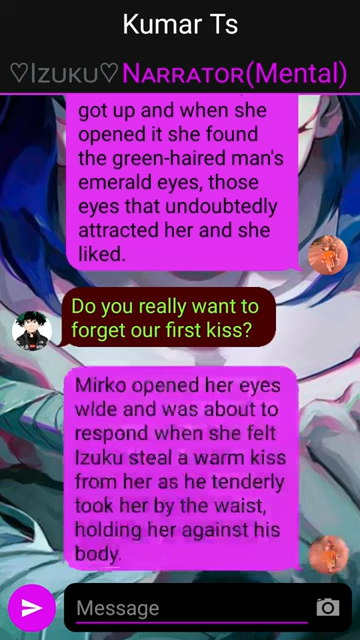 Kumar Ts
♡Izuku♡Narrator(Mental)
got up and when she
opened it she found
the green-haired man's
emerald eyes, those
eyes that undoubtedly
attracted her and she
liked.
Do you really want to
forget our first kiss?
Mirko opened her eyes
wide and was about to
respond when she felt
Izuku steal a warm kiss
from her as he tenderly
took her by the waist,
holding her against his
body.
Message